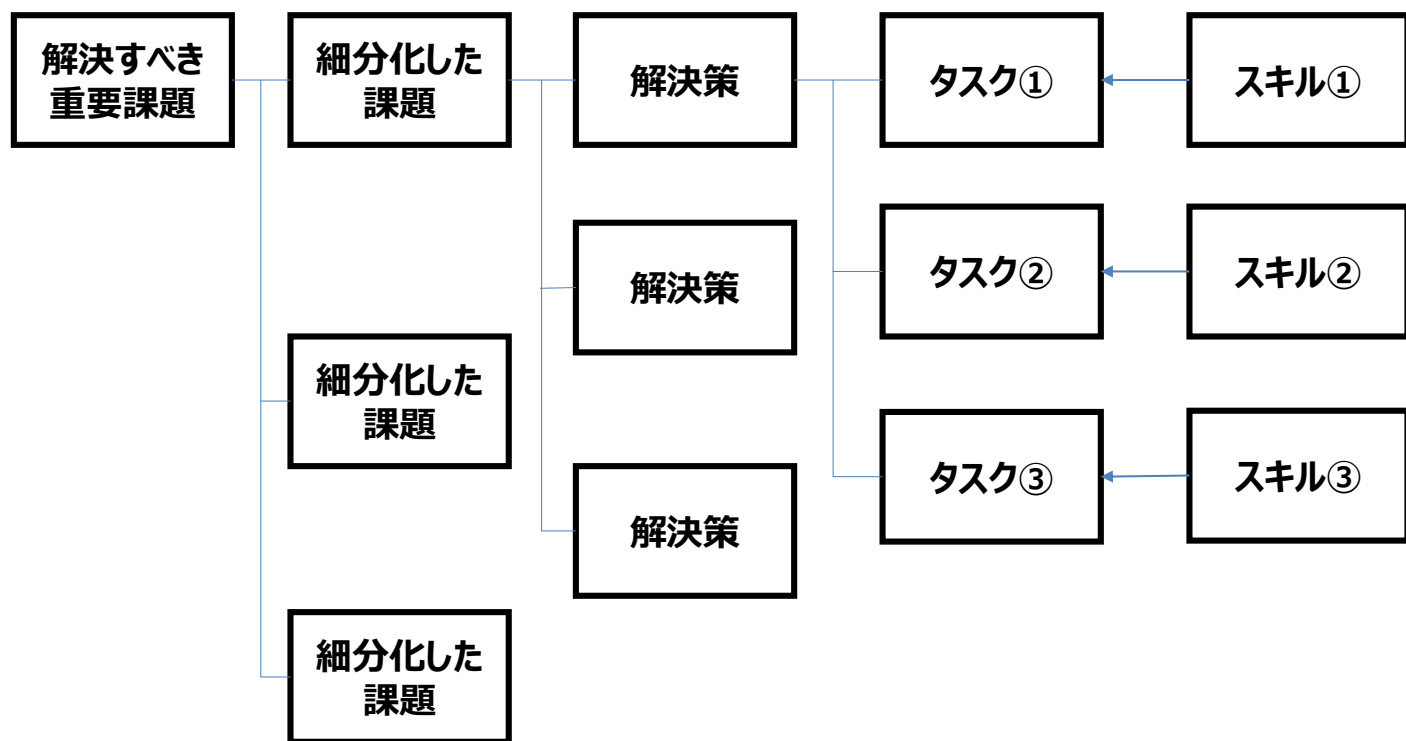 解決すべき
重要課題
細分化した
課題
解決策
タスク①
スキル①
解決策
タスク②
スキル②
細分化した
課題
タスク③
スキル③
解決策
細分化した
課題